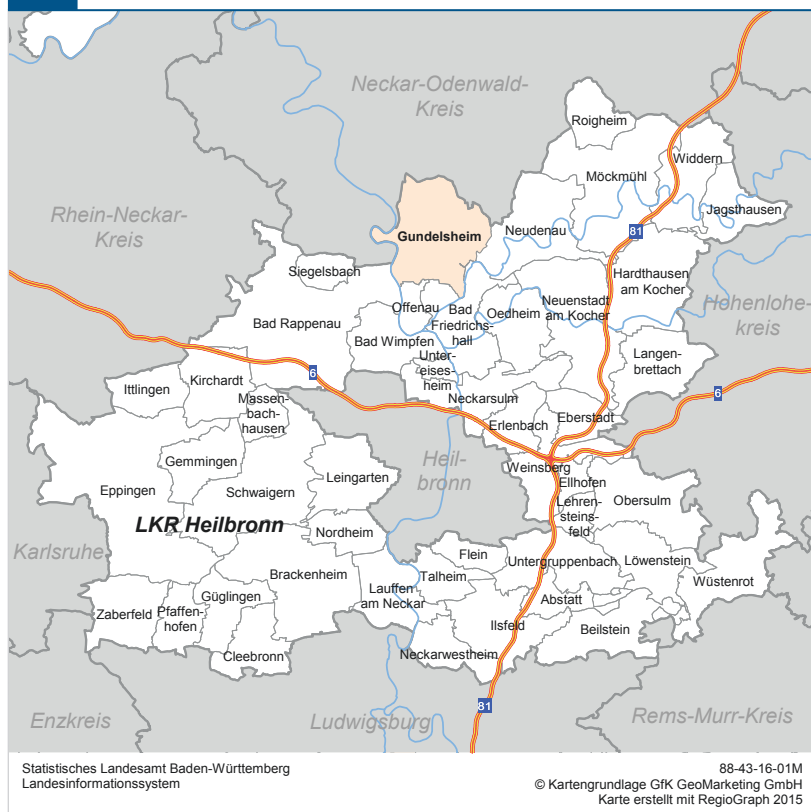 Neckar-Odenwald-
Kreis
Roigheim
Widdern
Möckmühl
Jagsthausen
Rhein-Neckar-
Kreis
Gundelsheim
Neudenau
81
Siegelsbach
Hardthausen
am Kocher
Hohenlohe-
kreis
Offenau
Bad
Friedrichs-
hall
Oedheim
Neuenstadt
am Kocher
Bad Rappenau
Bad Wimpfen
Unter-
eises-
heim
Langen-
brettach
6
6
Ittlingen
Kirchardt
Massen-
bach-
hausen
Neckarsulm
Erlenbach
Eberstadt
Gemmingen
Heil-
bronn
Weinsberg
Ellhofen
Leingarten
Eppingen
Schwaigern
Lehren-
steins-
feld
Obersulm
LKR Heilbronn
Nordheim
Karlsruhe
Flein
Untergruppenbach
Löwenstein
Wüstenrot
Brackenheim
Talheim
Lauffen
am Neckar
Güglingen
Zaberfeld
Pfaffen-
hofen
Abstatt
Ilsfeld
Beilstein
Cleebronn
Neckarwestheim
81
Enzkreis
Ludwigsburg
Rems-Murr-Kreis
Statistisches Landesamt Baden-Württemberg
Landesinformationssystem
88-43-16-01M
© Kartengrundlage GfK GeoMarketing GmbH
Karte erstellt mit RegioGraph 2015